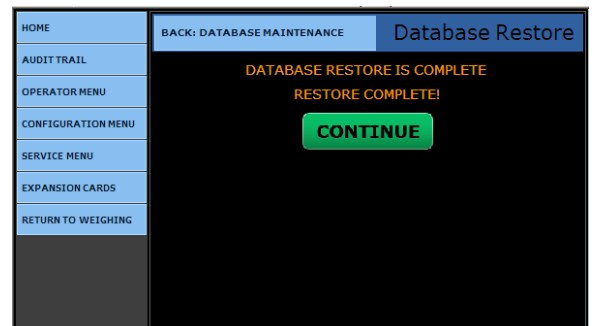 HOME
AUDIT TRAIL
OPERATOR MENU
CONFIGURATION MENU
SERVICE MENU
EXPANSION CARDS
RETURN TO WEIGHING
BACK: DATABASE MAINTENANCE
Database Restore
DATABASE RESTORE IS COMPLETE
RESTORE COMPLETE!
CONTINUE